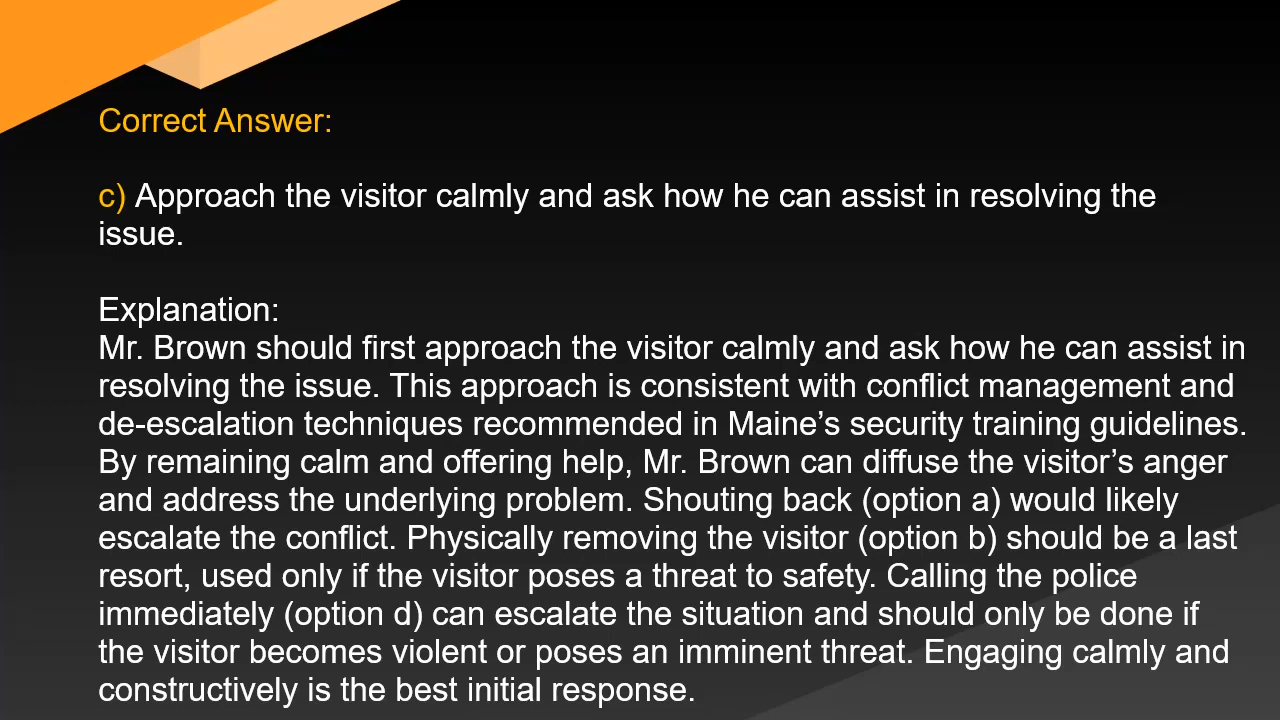 Correct Answer:
c) Approach the visitor calmly and ask how he can assist in resolving the
issue.
Explanation:
Mr. Brown should first approach the visitor calmly and ask how he can assist in
resolving the issue. This approach is consistent with conflict management and
de-escalation techniques recommended in Maine’s security training guidelines.
By remaining calm and offering help, Mr. Brown can diffuse the visitor’s anger
and address the underlying problem. Shouting back (option a) would likely
escalate the conflict. Physically removing the visitor (option b) should be a last
resort, used only if the visitor poses a threat to safety. Calling the police
immediately (option d) can escalate the situation and should only be done if
the visitor becomes violent or poses an imminent threat. Engaging calmly and
constructively is the best initial response.